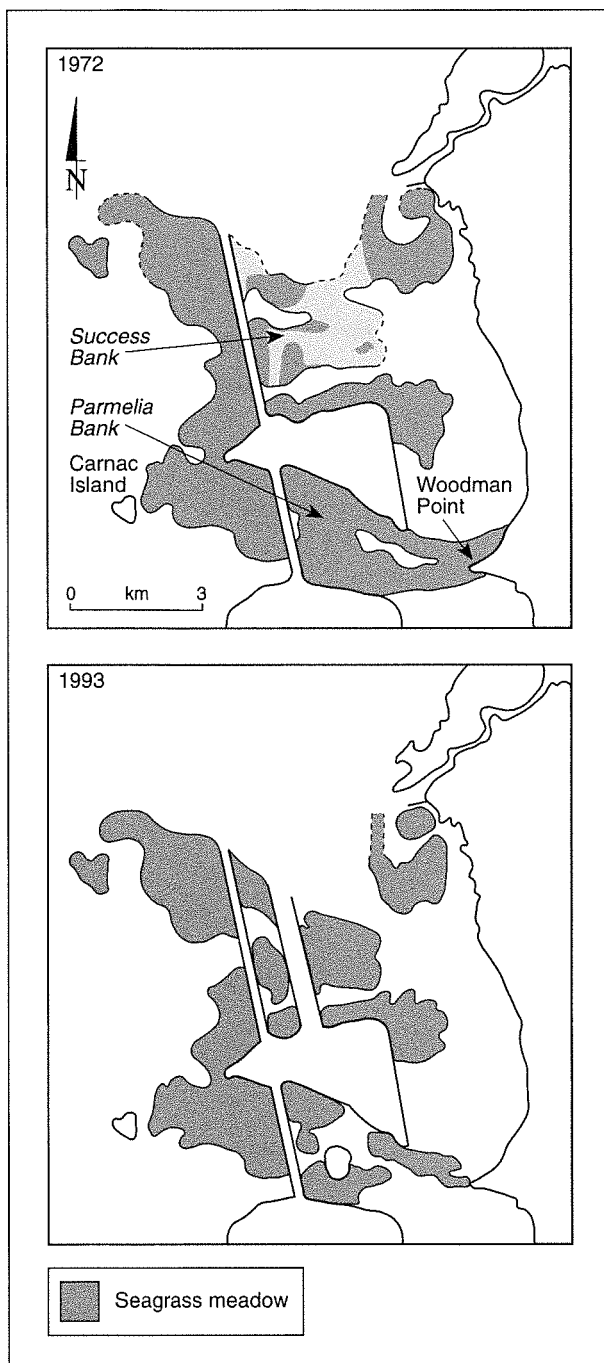 1972
N
Success
Bank
Parmelia
Bank
Carnac
Island
Woodman
Point
0 km 3
1993
Seagrass meadow